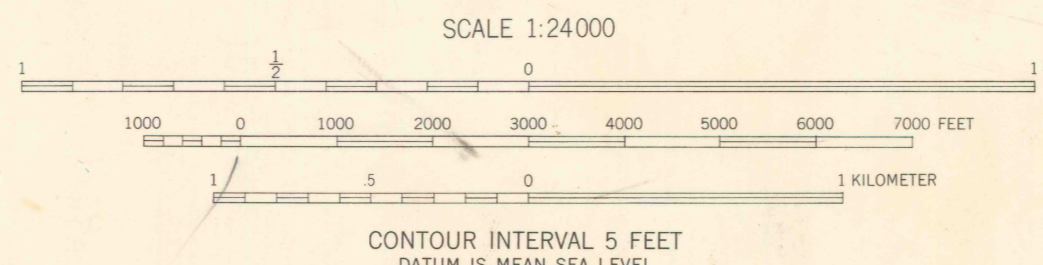 SCALE 1:24000
1 1/2 0 1
1000 0 1000 2000 3000 4000 5000 6000 7000 FEET
1 .5 0 1 KILOMETER
CONTOUR INTERVAL 5 FEET
DATUM IS MEAN SEA LEVEL